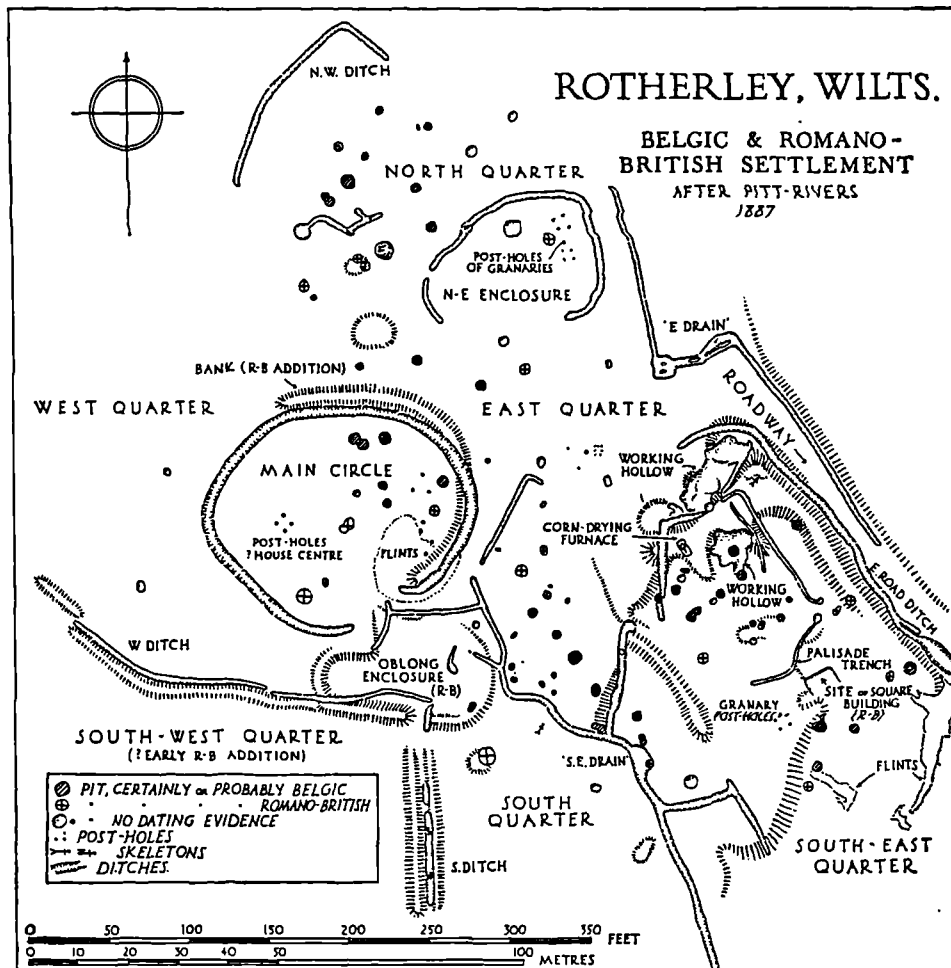 ROTHERLEY, WILTS.
BELGIC & ROMANO-
BRITISH SETTLEMENT
AFTER PITT-RIVERS
1887
N.W. DITCH
NORTH QUARTER
POST-HOLES
OF GRANARIES
N-E ENCLOSURE
"E DRAIN"
ROADWAY
BANK (R-B ADDITION)
WEST QUARTER
EAST QUARTER
MAIN CIRCLE
WORKING
HOLLOW
CORN-DRYING
FURNACE
POST-HOLES
? HOUSE CENTRE
FLINTS
WORKING
HOLLOW
E. ROAD DITCH
W DITCH
OBLONG
ENCLOSURE
(R-B)
PALISADE
TRENCH
SITE OF SQUARE
BUILDING
(R-B)
GRANARY
POST-HOLES
SOUTH-WEST QUARTER
(? EARLY R-B ADDITION)
"S.E. DRAIN"
FLINTS
SOUTH
QUARTER
SOUTH-EAST
QUARTER
S. DITCH
PIT, CERTAINLY OR PROBABLY BELGIC
" " " " ROMANO-BRITISH
" NO DATING EVIDENCE
POST-HOLES
SKELETONS
DITCHES.
0 50 100 150 200 250 300 350 FEET
0 10 20 30 40 50 100 METRES